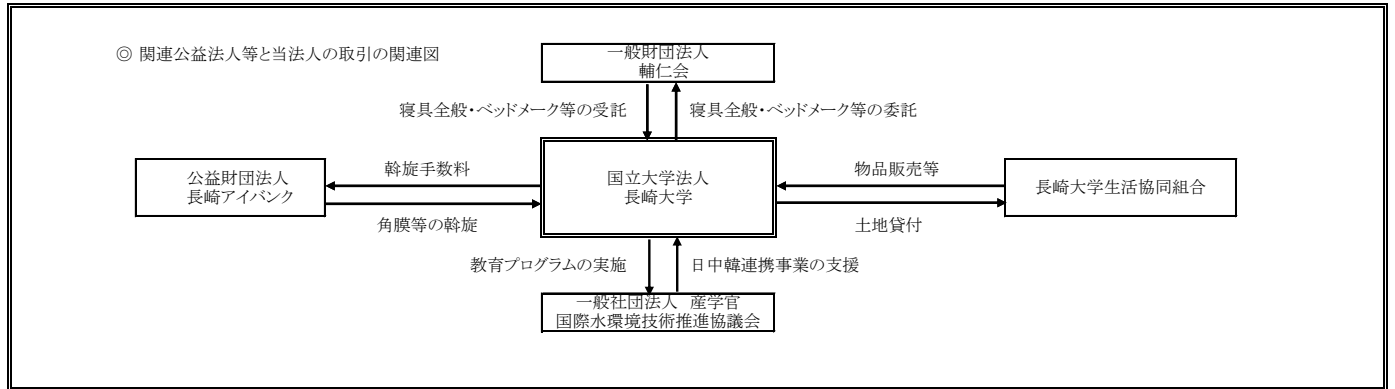 ◎ 関連公益法人等と当法人の取引の関連図
一般財団法人
輔仁会
寝具全般・ベッドメーク等の受託
寝具全般・ベッドメーク等の委託
公益財団法人
長崎アイバンク
斡旋手数料
角膜等の斡旋
国立大学法人
長崎大学
物品販売等
土地貸付
長崎大学生活協同組合
教育プログラムの実施
日中韓連携事業の支援
一般社団法人　産学官
国際水環境技術推進協議会